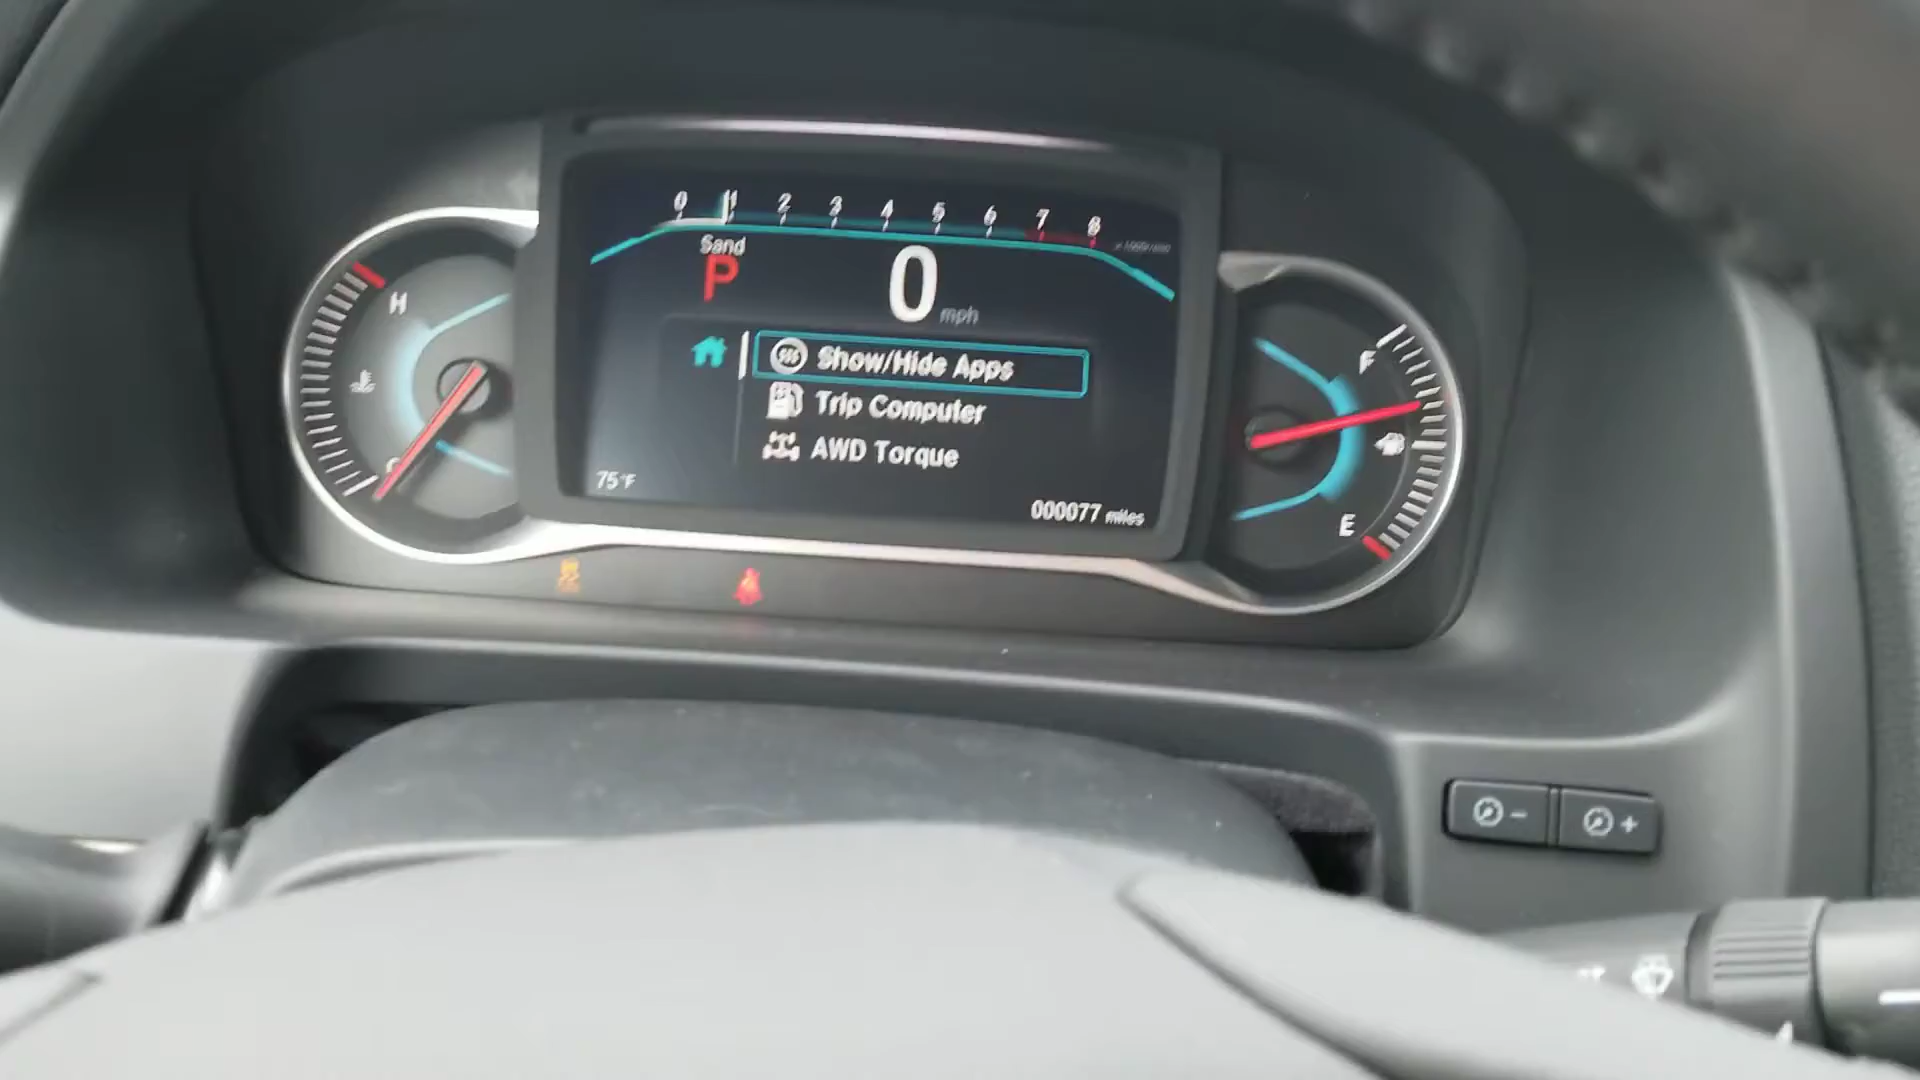 0 1 2 3 4 5 6 7 8
Sand
P
0 mph
H
Show/Hide Apps
Trip Computer
AWD Torque
F
E
75°F
000077 miles